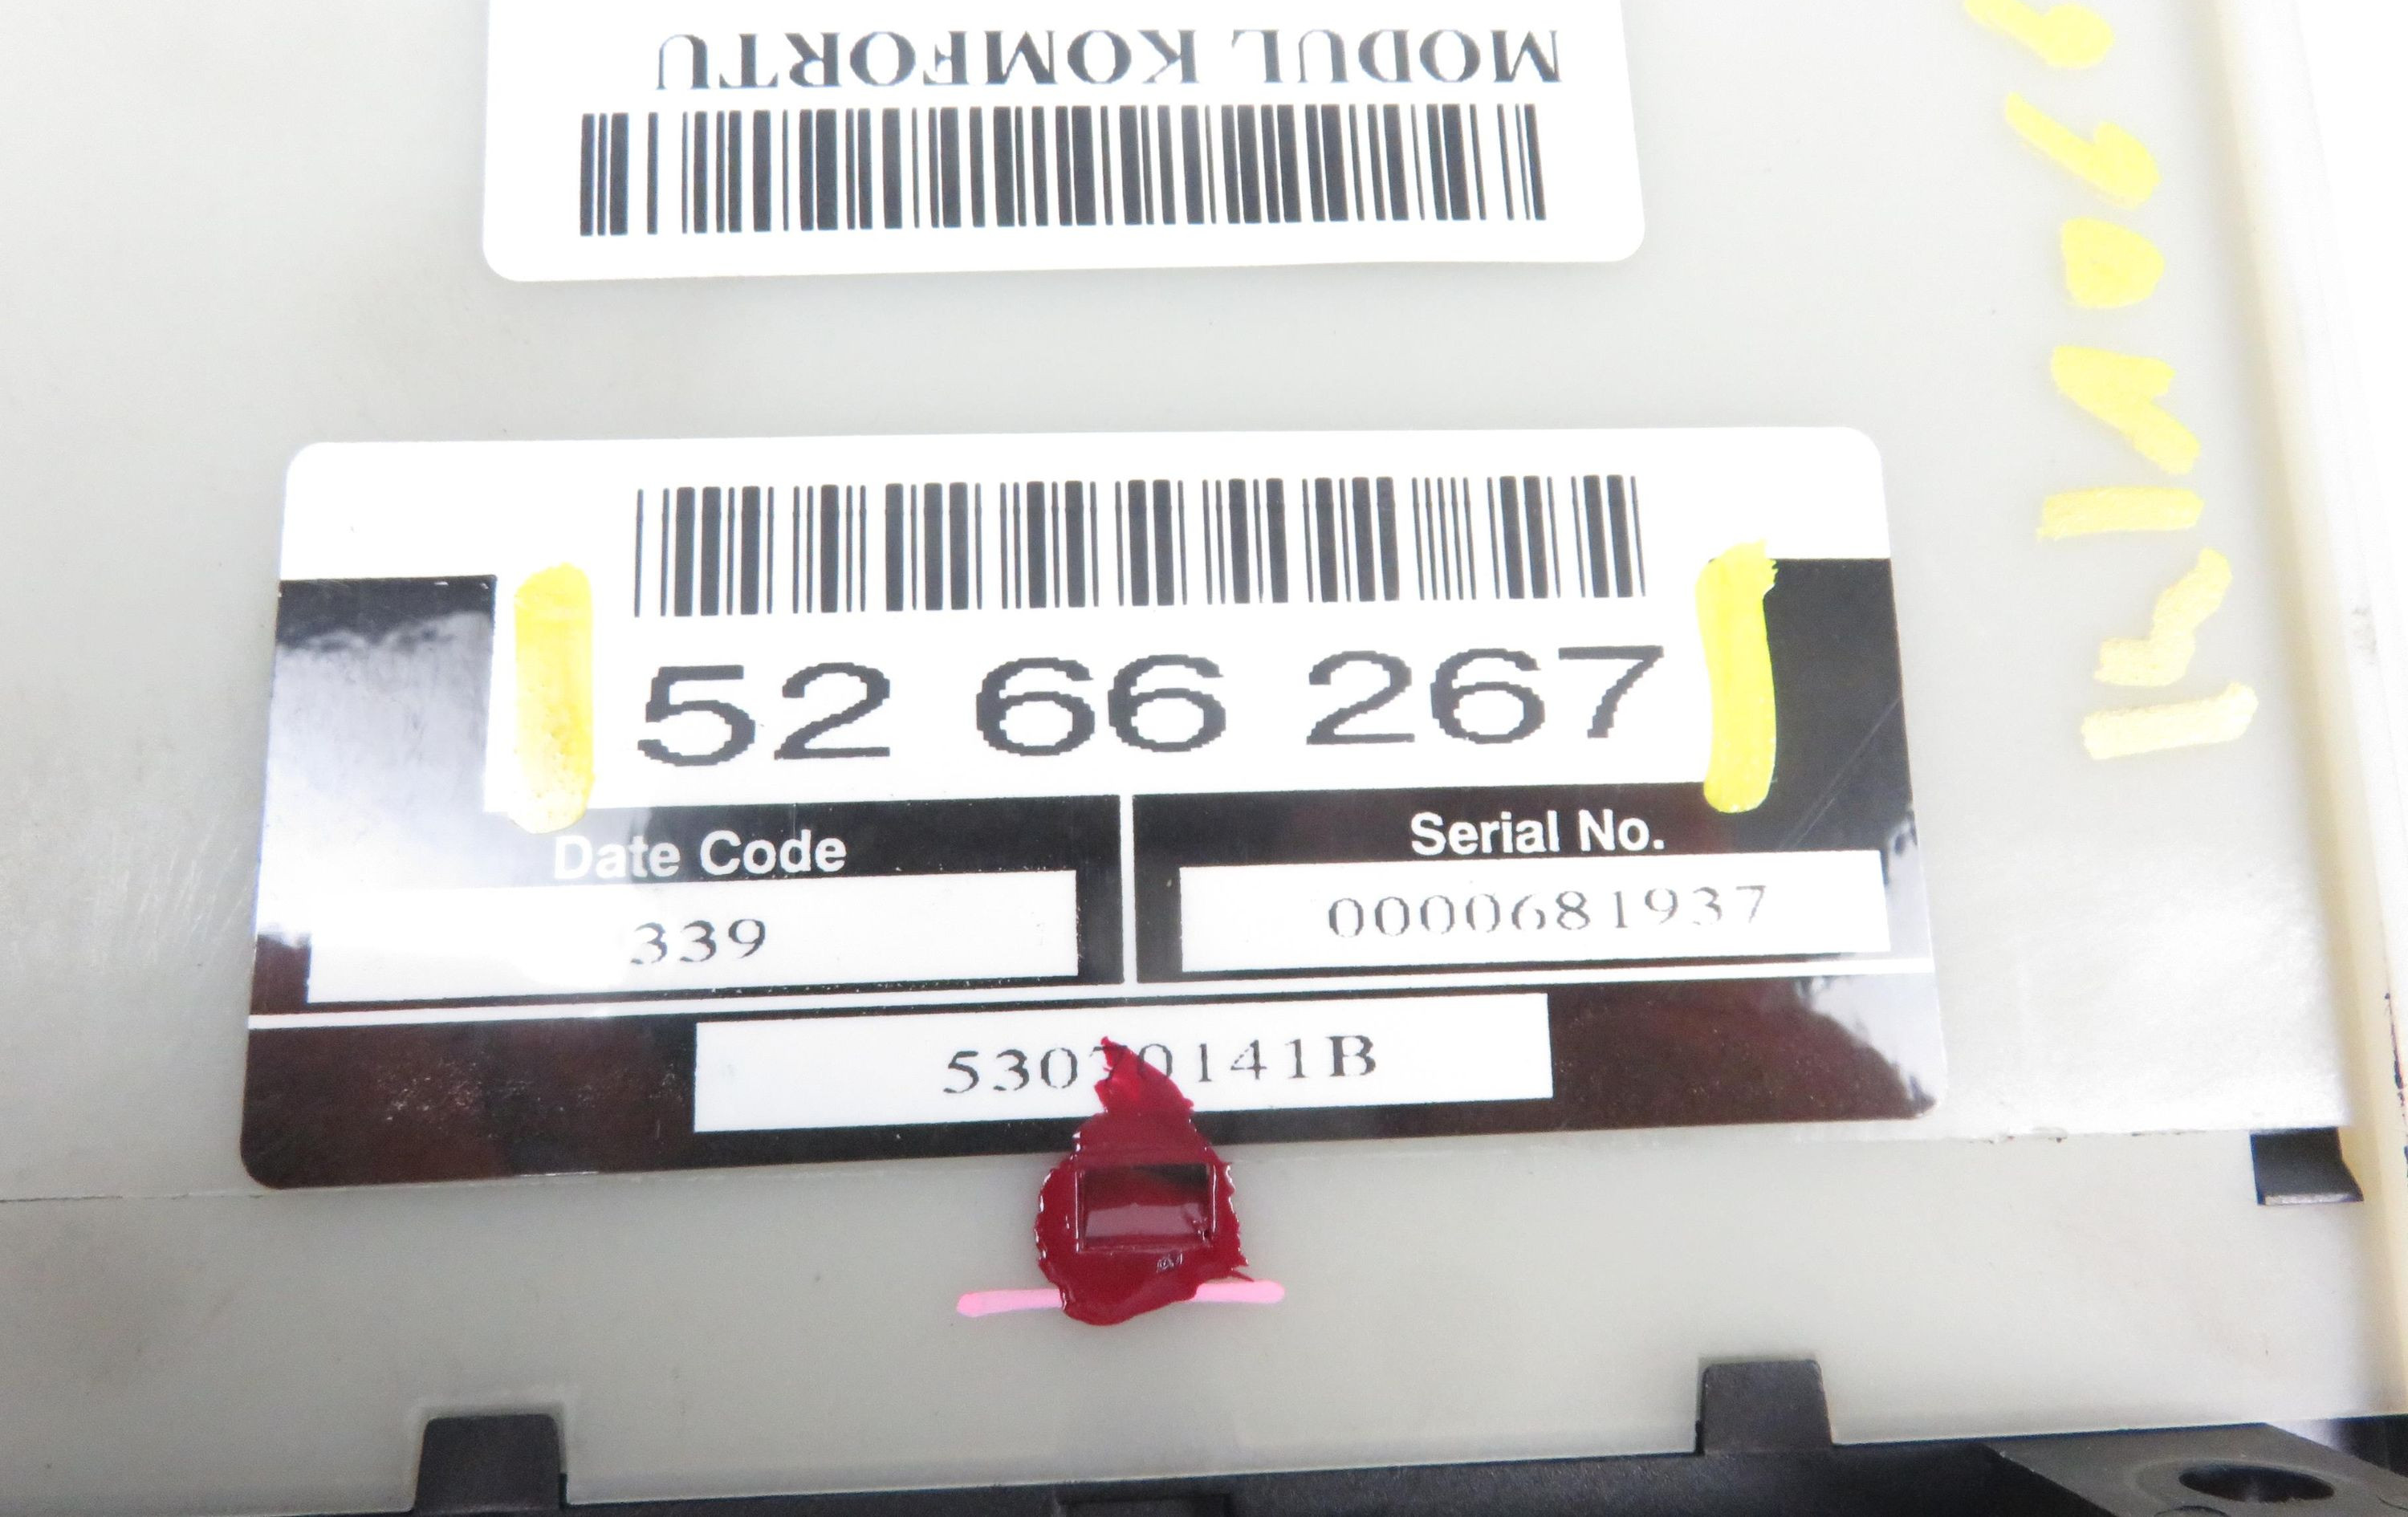 MODUL KOMFORTU
52 66 267
Date Code
339
Serial No.
0000681937